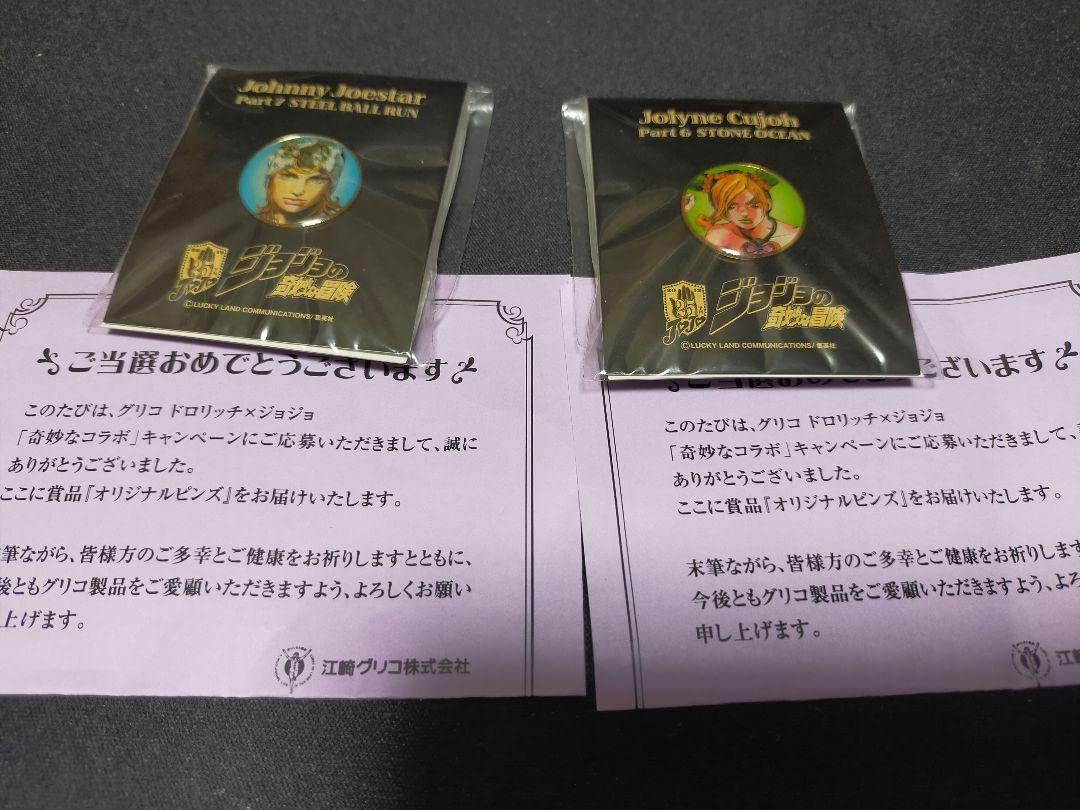 Johnny Joestar
Part 7 STEEL BALL RUN
ジョジョの
奇妙な冒険
©LUCKY LAND COMMUNICATIONS/集英社
Jolyne Cujoh
Part 6 STONE OCEAN
ジョジョの
奇妙な冒険
©LUCKY LAND COMMUNICATIONS/集英社
ご当選おめでとうございます
このたびは、グリコ ドロリッチ×ジョジョ
「奇妙なコラボ」キャンペーンにご応募いただきまして、誠に
ありがとうございました。
ここに賞品『オリジナルピンズ』をお届けいたします。
筆ながら、皆様方のご多幸とご健康をお祈りしますとともに、
後ともグリコ製品をご愛顧いただきますよう、よろしくお願い
上げます。
江崎グリコ株式会社
ご当選おめでとうございます
このたびは、グリコ ドロリッチ×ジョジョ
「奇妙なコラボ」キャンペーンにご応募いただきまして、
ありがとうございました。
ここに賞品『オリジナルピンズ』をお届けいたします。
末筆ながら、皆様方のご多幸とご健康をお祈りします
今後ともグリコ製品をご愛顧いただきますよう、よろ
申し上げます。
江